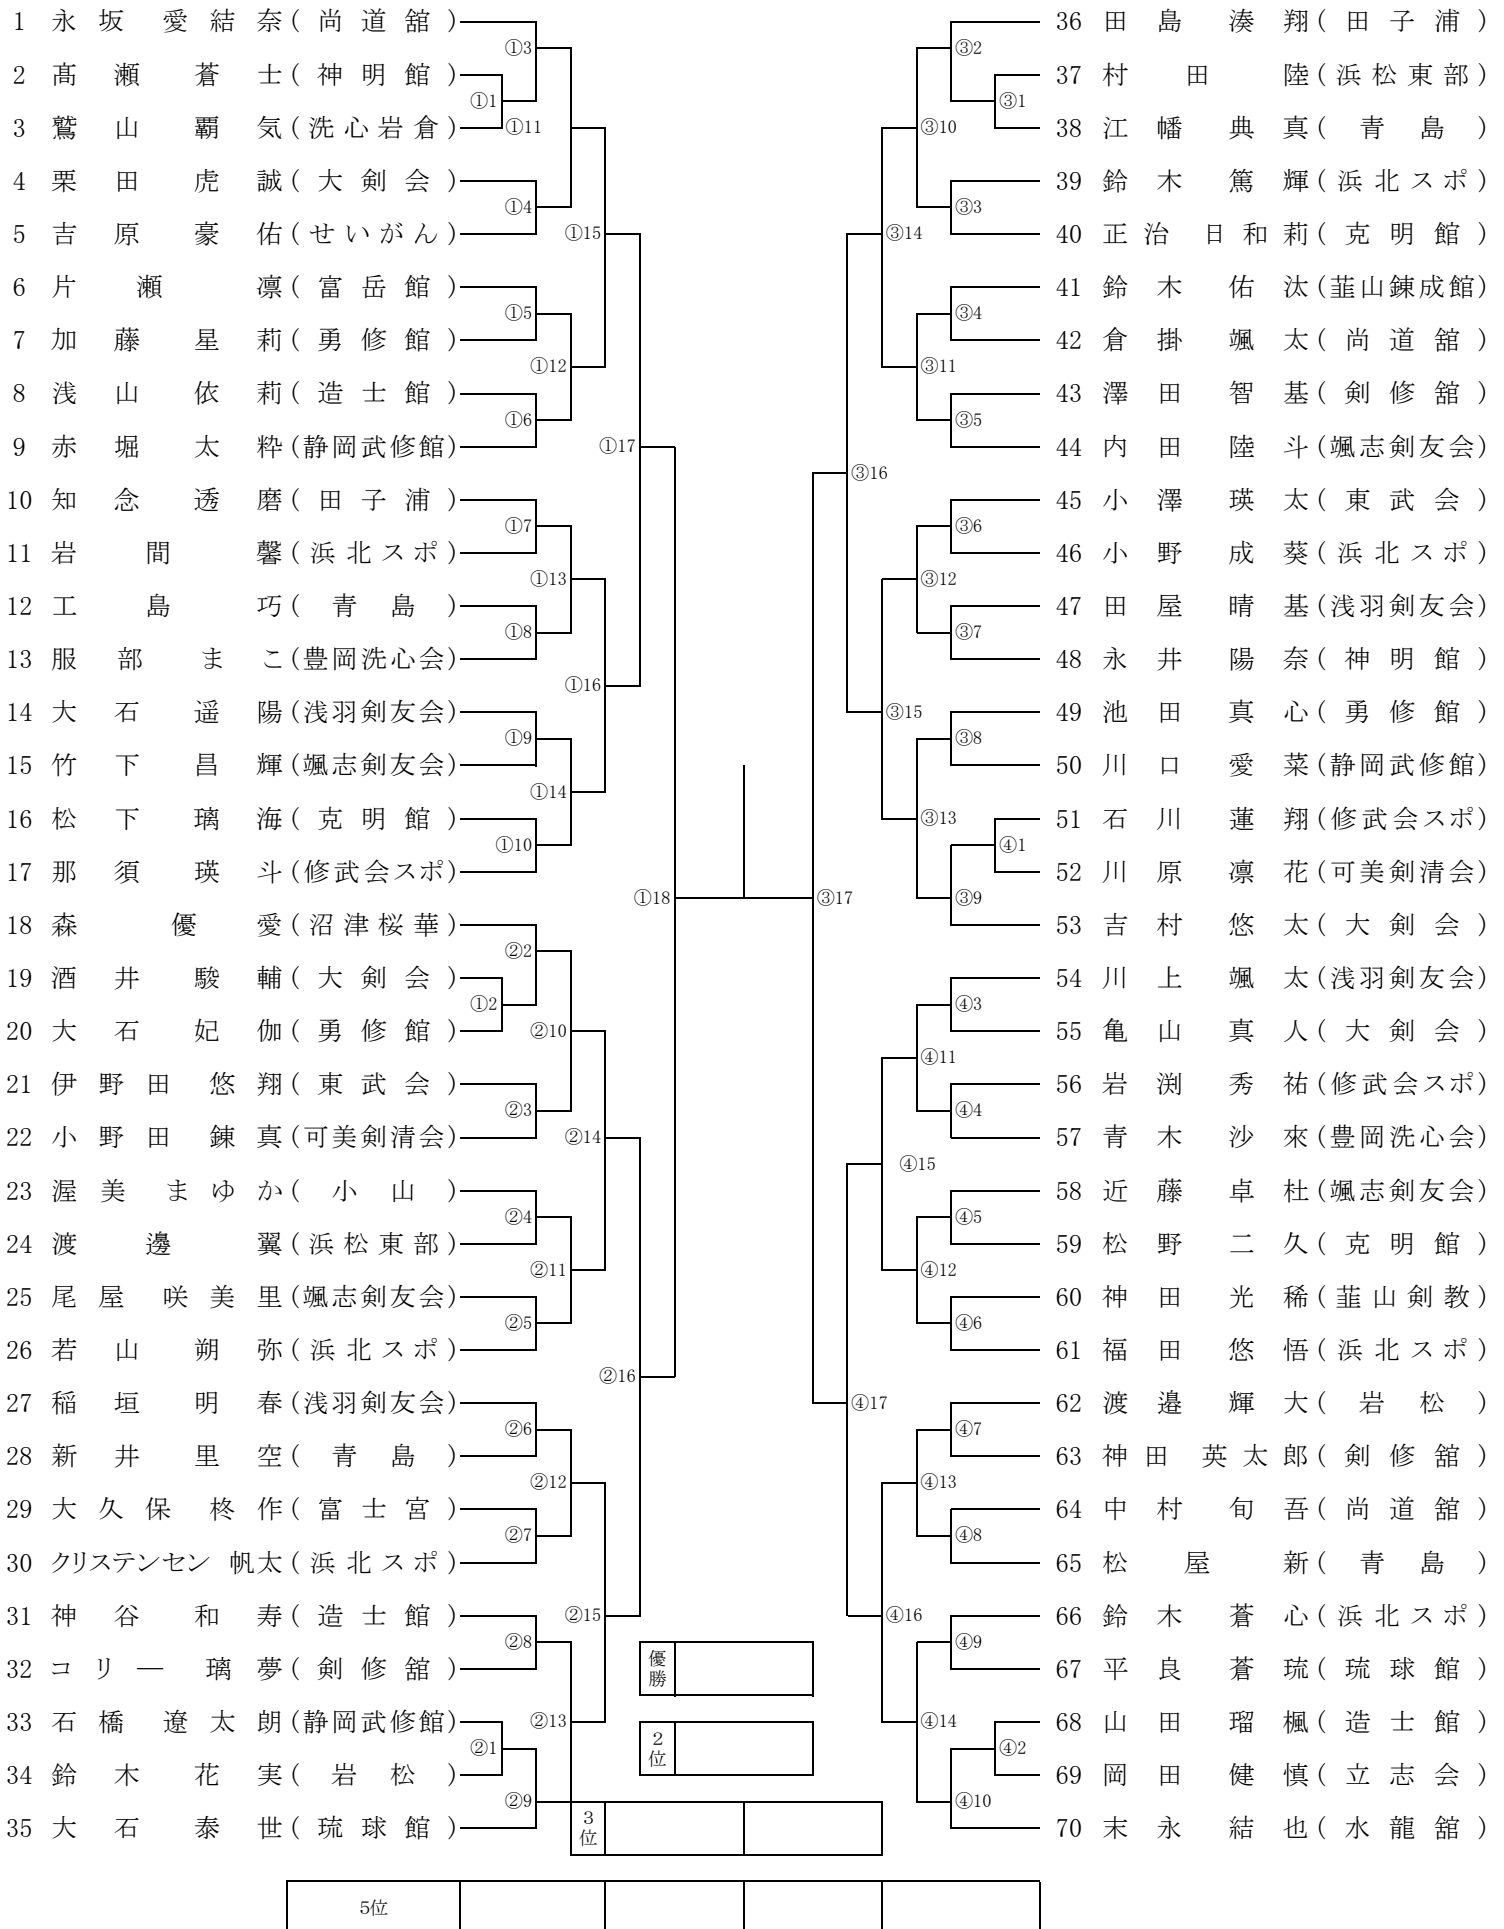 1 永坂 愛結奈(尚道舘)
①3
2 髙瀬 蒼士(神明館)
①1
3 鷲山 覇気(洗心岩倉)
①11
4 栗田 虎誠(大剣会)
①4
5 吉原 豪佑(せいがん)
①15
6 片瀬 凛(富岳館)
①5
7 加藤 星莉(勇修館)
①12
8 浅山 依莉(造士館)
①6
9 赤堀 太粋(静岡武修館)
①17
10 知念 透磨(田子浦)
①7
11 岩間 馨(浜北スポ)
①13
12 工島 巧(青島)
①8
13 服部 まこ(豊岡洗心会)
①16
14 大石 遥陽(浅羽剣友会)
①9
15 竹下 昌輝(颯志剣友会)
①14
16 松下 璃海(克明館)
①10
17 那須 瑛斗(修武会スポ)
①18
18 森 優愛(沼津桜華)
②2
19 酒井 駿輔(大剣会)
①2
20 大石 妃伽(勇修館)
②10
21 伊野田 悠翔(東武会)
②3
22 小野田 錬真(可美剣清会)
②14
23 渥美 まゆか(小山)
②4
24 渡邊 翼(浜松東部)
②11
25 尾屋 咲美里(颯志剣友会)
②5
26 若山 朔弥(浜北スポ)
②16
27 稲垣 明春(浅羽剣友会)
②6
28 新井 里空(青島)
②12
29 大久保 柊作(富士宮)
②7
30 クリステンセン 帆太(浜北スポ)
31 神谷 和寿(造士館)
②15
②8
32 コリー 璃夢(剣修舘)
33 石橋 遼太朗(静岡武修館)
②13
②1
34 鈴木 花実(岩松)
②9
35 大石 泰世(琉球館)
36 田島 湊翔(田子浦)
③2
37 村田 陸(浜松東部)
③1
38 江幡 典真(青島)
③10
39 鈴木 篤輝(浜北スポ)
③3
40 正治 日和莉(克明館)
③14
41 鈴木 佑汰(韮山錬成館)
③4
42 倉掛 颯太(尚道舘)
③11
43 澤田 智基(剣修舘)
③5
44 内田 陸斗(颯志剣友会)
③16
45 小澤 瑛太(東武会)
③6
46 小野 成葵(浜北スポ)
③12
47 田屋 晴基(浅羽剣友会)
③7
48 永井 陽奈(神明館)
49 池田 真心(勇修館)
③15
③8
50 川口 愛菜(静岡武修館)
51 石川 蓮翔(修武会スポ)
③13
④1
52 川原 凛花(可美剣清会)
③9
③17
53 吉村 悠太(大剣会)
54 川上 颯太(浅羽剣友会)
④3
55 亀山 真人(大剣会)
④11
56 岩渕 秀祐(修武会スポ)
④4
57 青木 沙來(豊岡洗心会)
④15
58 近藤 卓杜(颯志剣友会)
④5
59 松野 二久(克明館)
④12
60 神田 光稀(韮山剣教)
④6
61 福田 悠悟(浜北スポ)
62 渡邉 輝大(岩松)
④17
④7
63 神田 英太郎(剣修舘)
④13
64 中村 旬吾(尚道舘)
④8
65 松屋 新(青島)
66 鈴木 蒼心(浜北スポ)
④16
④9
67 平良 蒼琉(琉球館)
68 山田 瑠楓(造士館)
④14
④2
69 岡田 健慎(立志会)
④10
70 末永 結也(水龍舘)
優勝
2位
3位
5位